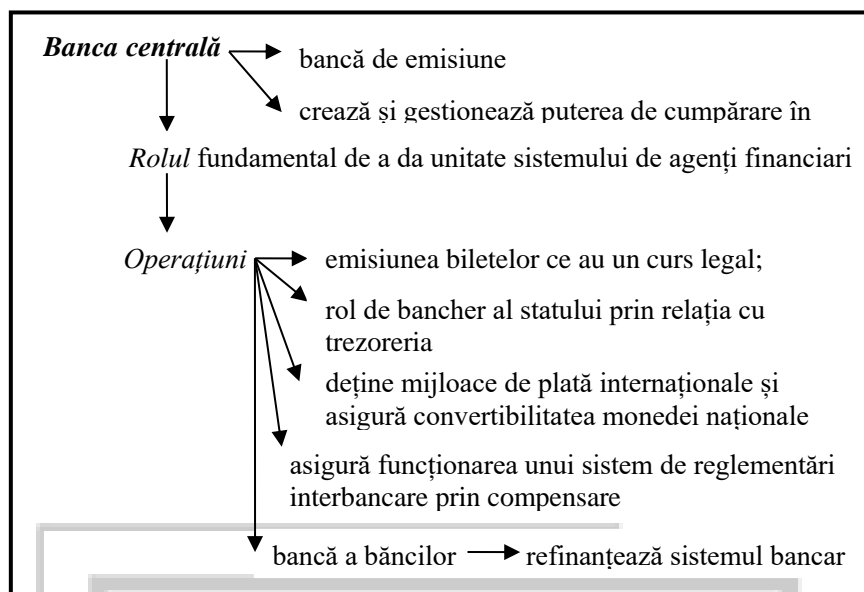 Banca centrală
bancă de emisiune
crează și gestionează puterea de cumpărare în
Rolul fundamental de a da unitate sistemului de agenți financiari
Operațiuni
emisiunea biletelor ce au un curs legal;
rol de bancher al statului prin relația cu
trezoreria
deține mijloace de plată internaționale și
asigură convertibilitatea monedei naționale
asigură funcționarea unui sistem de reglementări
interbancare prin compensare
bancă a băncilor
refinanțează sistemul bancar